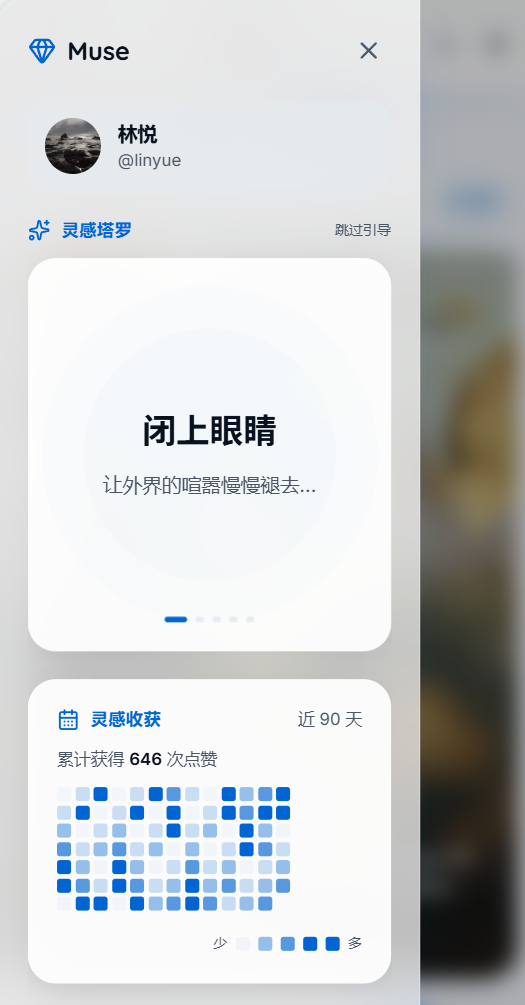 Muse
林悦
@linyue
灵感塔罗
跳过引导
闭上眼睛
让外界的喧嚣慢慢褪去...
灵感收获
近 90 天
累计获得 646 次点赞
少
多